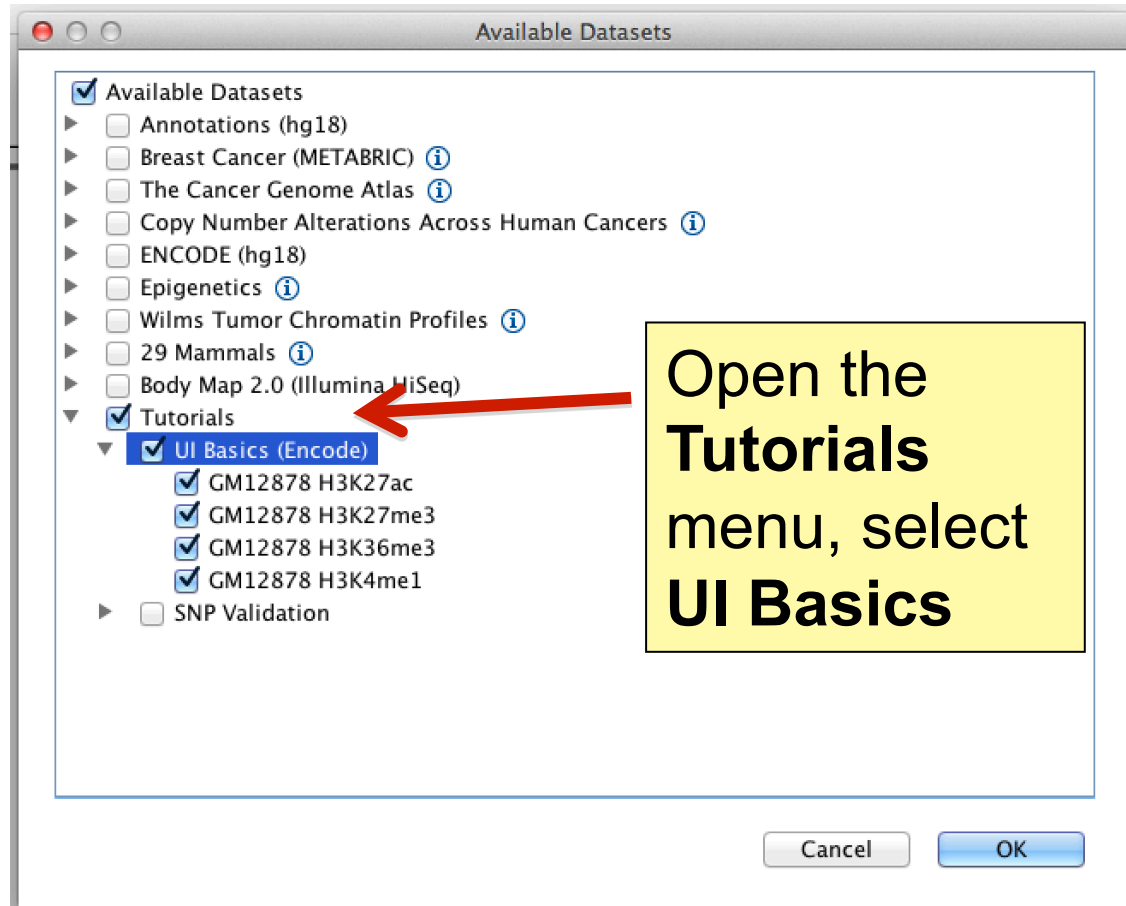 Available Datasets
Available Datasets
Annotations (hg18)
Breast Cancer (METABRIC)
The Cancer Genome Atlas
Copy Number Alterations Across Human Cancers
ENCODE (hg18)
Epigenetics
Wilms Tumor Chromatin Profiles
29 Mammals
Body Map 2.0 (Illumina HiSeq)
Tutorials
UI Basics (Encode)
GM12878 H3K27ac
GM12878 H3K27me3
GM12878 H3K36me3
GM12878 H3K4me1
SNP Validation
Open the
Tutorials
menu, select
UI Basics
Cancel
OK